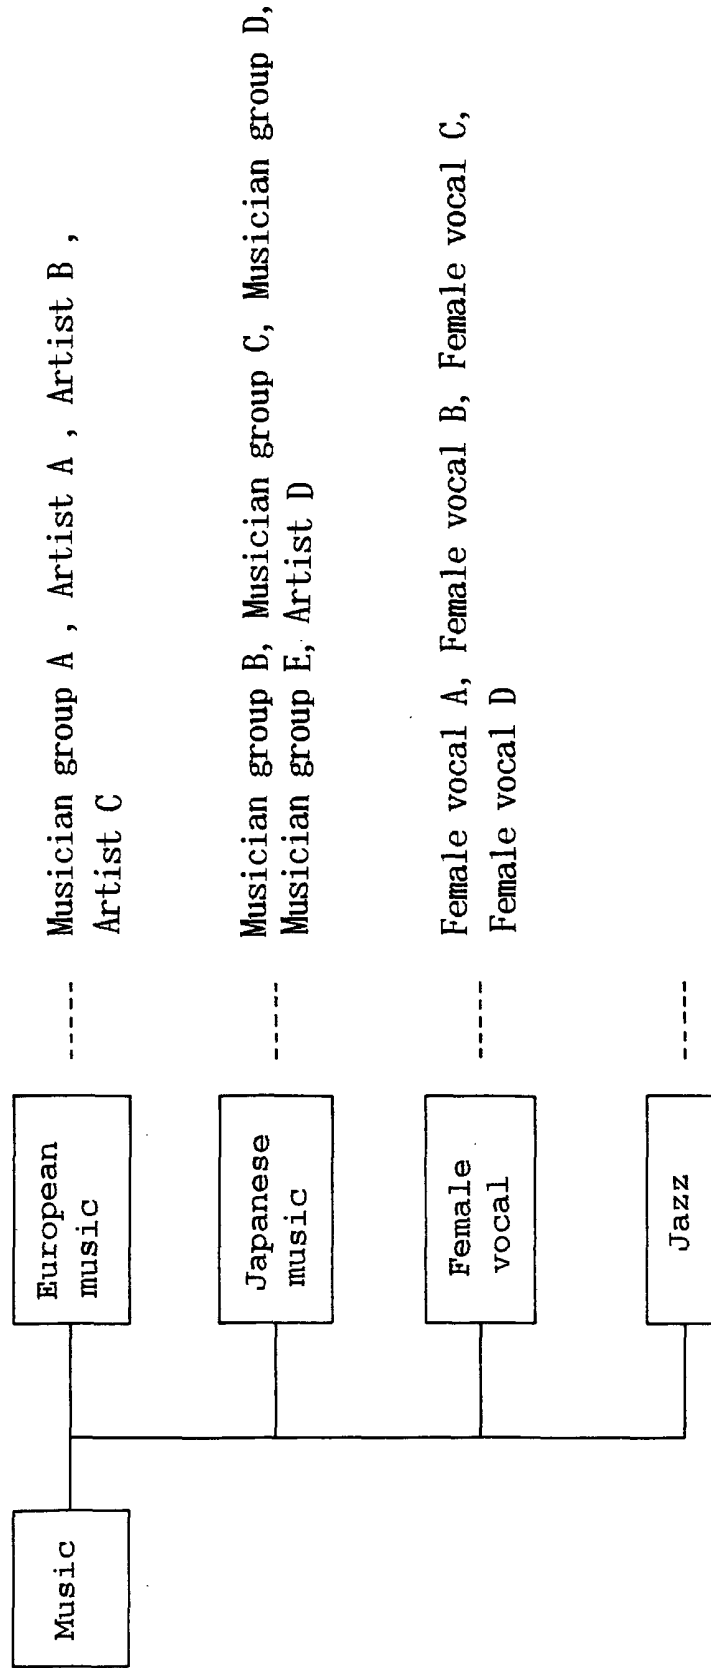 Music
European
music
----- Musician group A , Artist A , Artist B ,
Artist C
Japanese
music
----- Musician group B, Musician group C, Musician group D,
Musician group E, Artist D
Female
vocal
----- Female vocal A, Female vocal B, Female vocal C,
Female vocal D
Jazz
-----